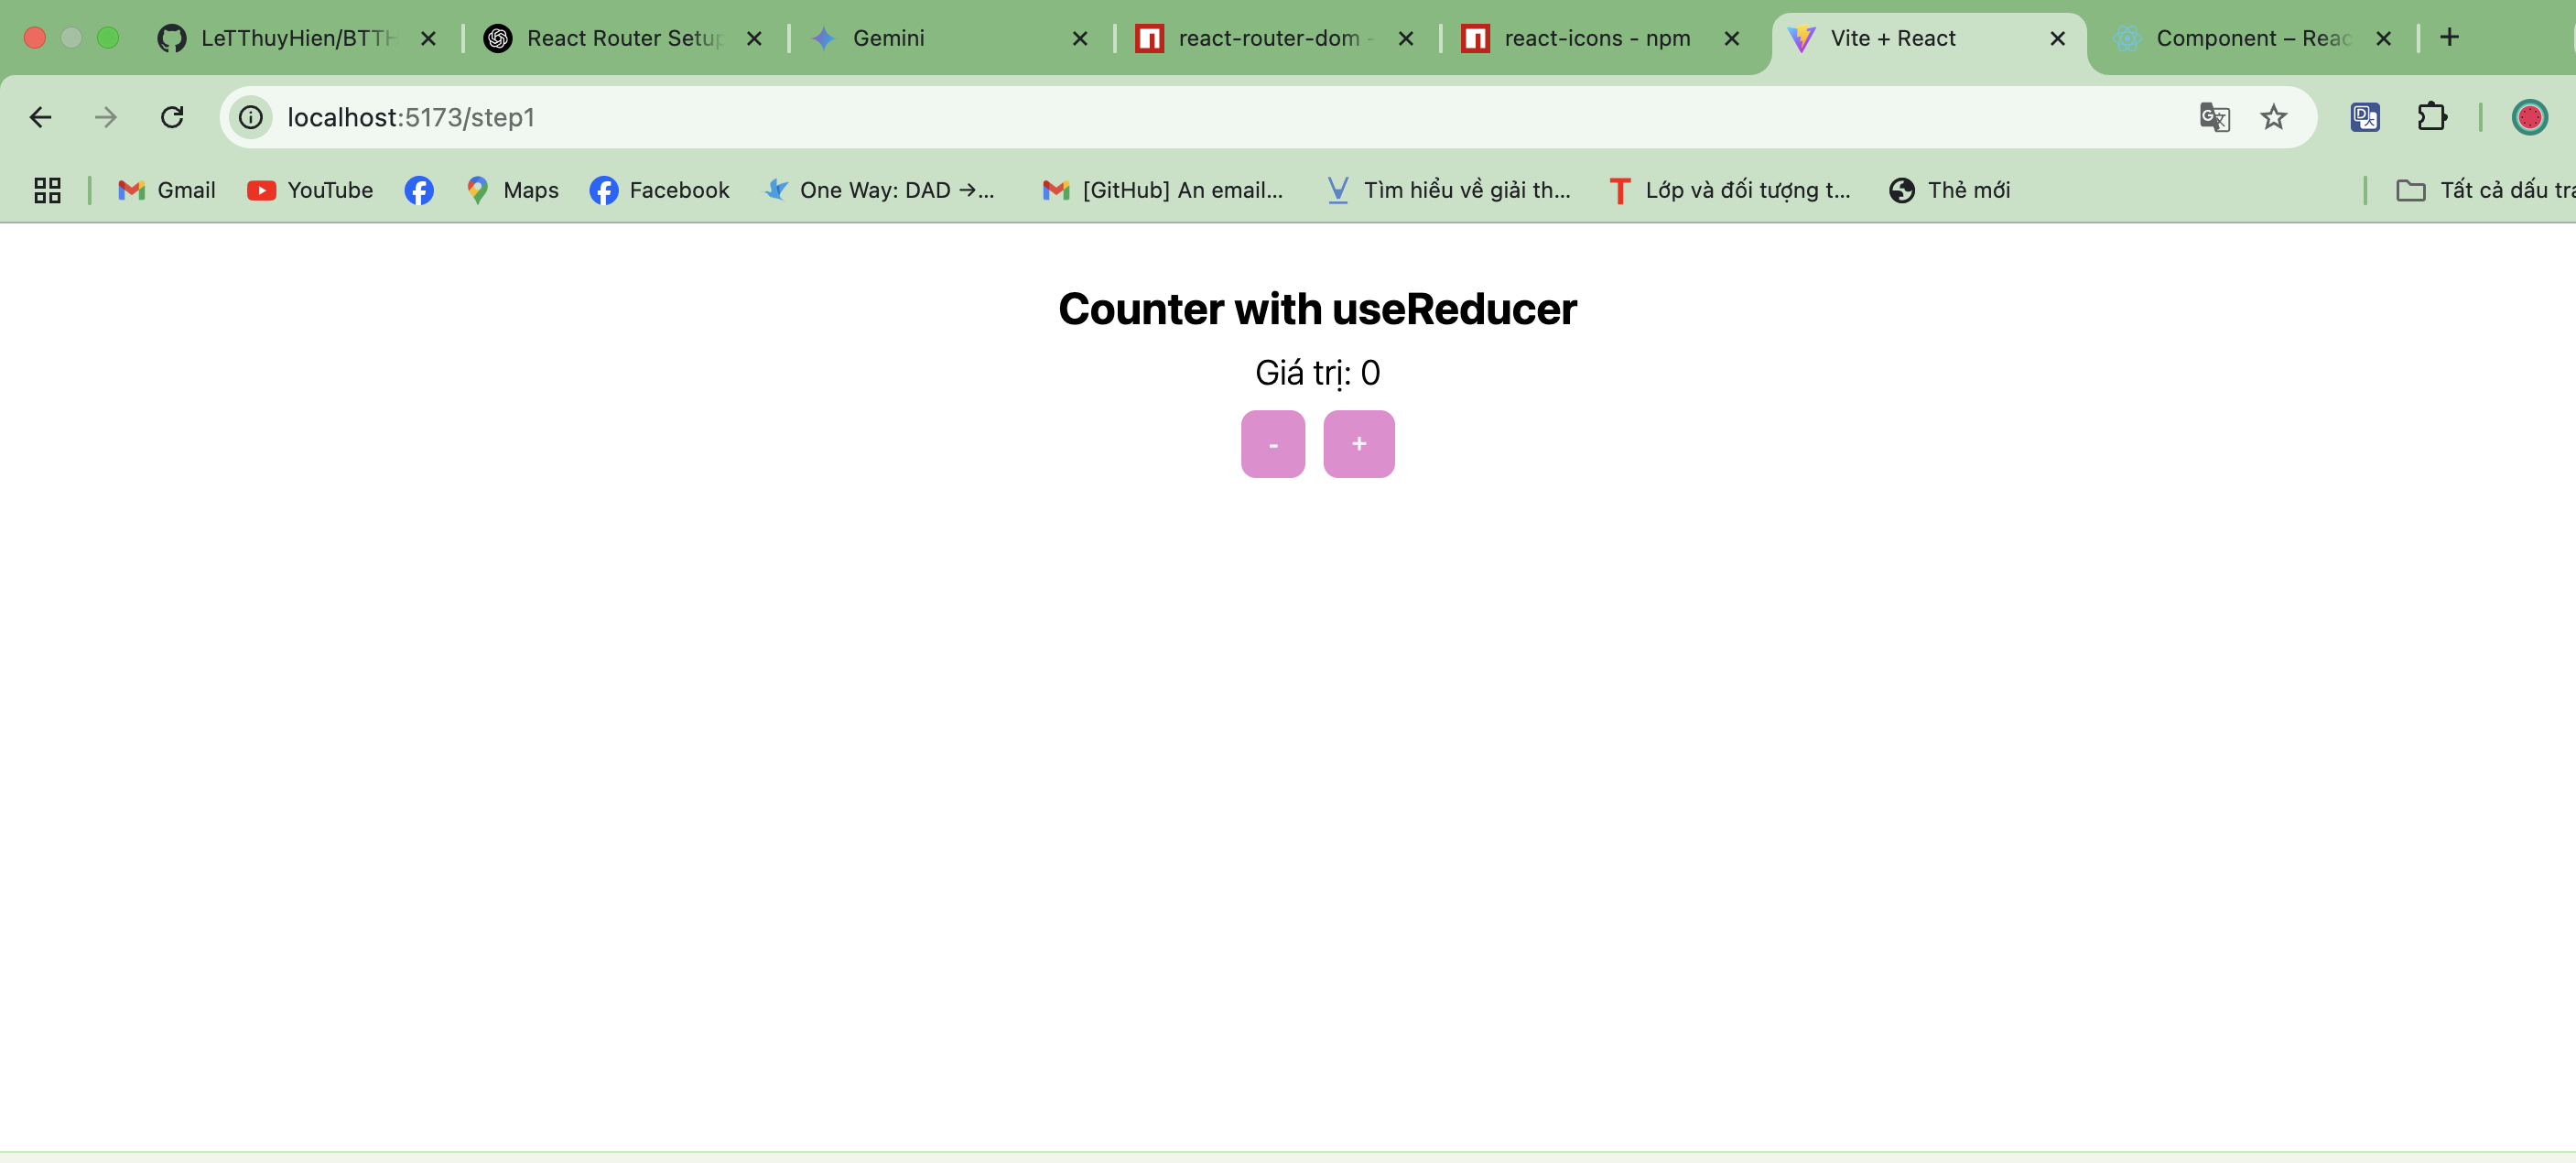 LeTThuyHien/BTTH
React Router Setup
Gemini
react-router-dom -
react-icons - npm
Vite + React
Component – Reac
localhost:5173/step1
Gmail
YouTube
Maps
Facebook
One Way: DAD →...
[GitHub] An email...
Tìm hiểu về giải th...
Lớp và đối tượng t...
Thẻ mới
Tất cả dấu tra
Counter with useReducer
Giá trị: 0
- +